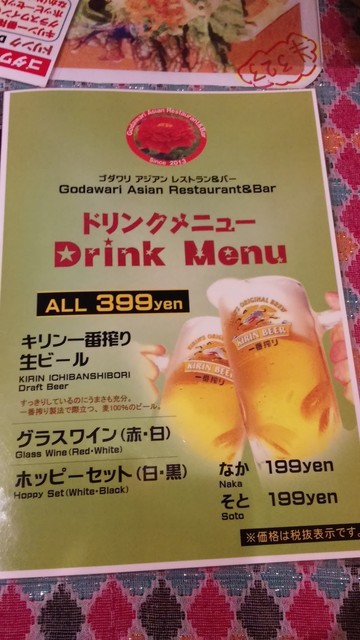 Godawari Asian Restaurant&Bar
Since 2013
ゴダワリ アジアン レストラン&バー
Godawari Asian Restaurant&Bar
ドリンクメニュー
Drink Menu
ALL 399yen
キリン一番搾り
生ビール
KIRIN ICHIBANSHIBORI
Draft Beer
すっきりしているのにうまさも充分。
一番搾り製法で際立つ、麦100%のビール。
グラスワイン(赤・白)
Glass Wine(Red・White)
ホッピーセット(白・黒)
Hoppy Set(White・Black)
なか 199yen
Naka
そと 199yen
Soto
※価格は税抜表示です。
KIRIN BEER
一番搾り
KIRIN BEER
一番搾り